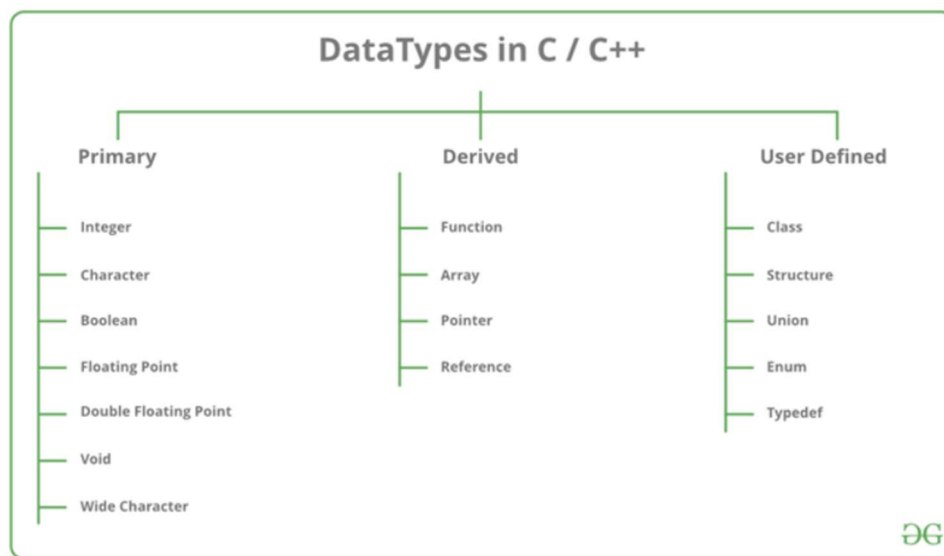 DataTypes in C / C++
Primary
Integer
Character
Boolean
Floating Point
Double Floating Point
Void
Wide Character
Derived
Function
Array
Pointer
Reference
User Defined
Class
Structure
Union
Enum
Typedef